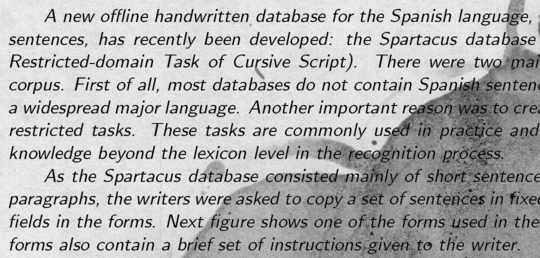 A new offline handwritten database for the Spanish language,
sentences, has recently been developed: the Spartacus database
Restricted-domain Task of Cursive Script). There were two
corpus. First of all, most databases do not contain Spanish
a widespread major language. Another important reason was to
restricted tasks. These tasks are commonly used in practice and
knowledge beyond the lexicon level in the recognition process.
As the Spartacus database consisted mainly of short sentence
paragraphs, the writers were asked to copy a set of sentences in
fields in the forms. Next figure shows one of the forms used in the
forms also contain a brief set of instructions given to the writer.